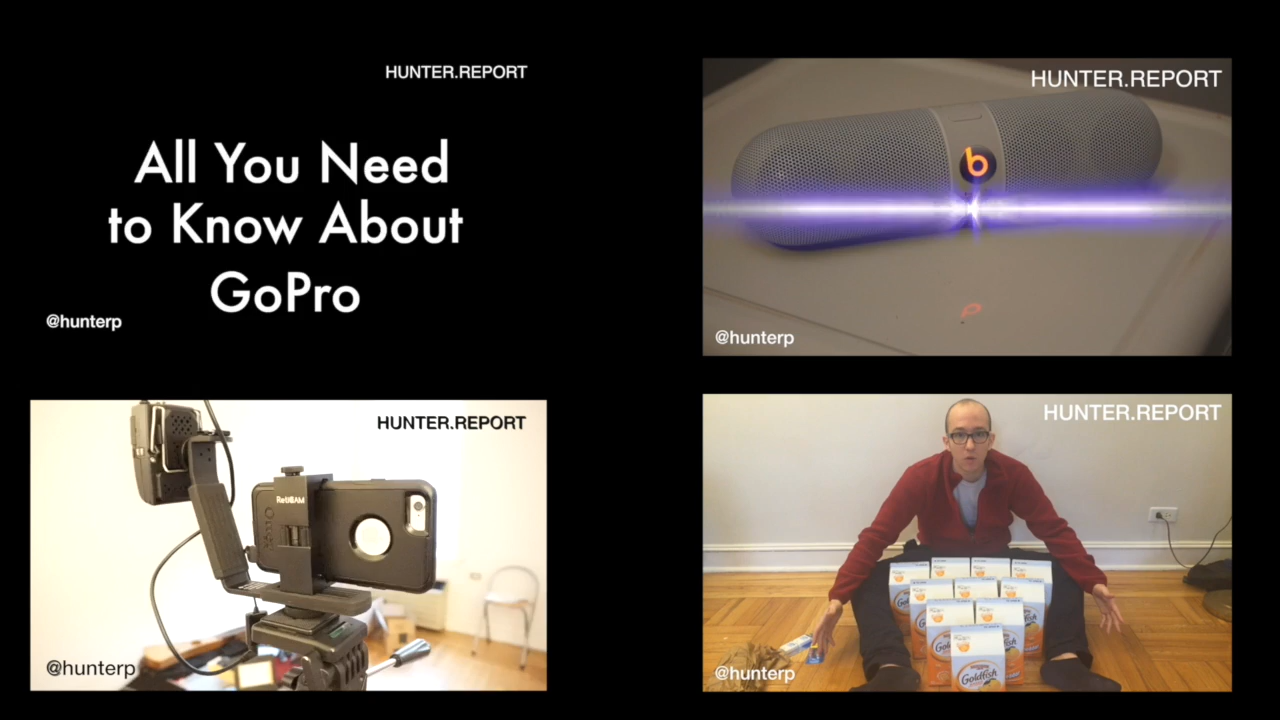 HUNTER.REPORT
All You Need
to Know About
GoPro
@hunterp
HUNTER.REPORT
b
@hunterp
HUNTER.REPORT
RetiCAM
@hunterp
HUNTER.REPORT
Goldfish
Goldfish
@hunterp